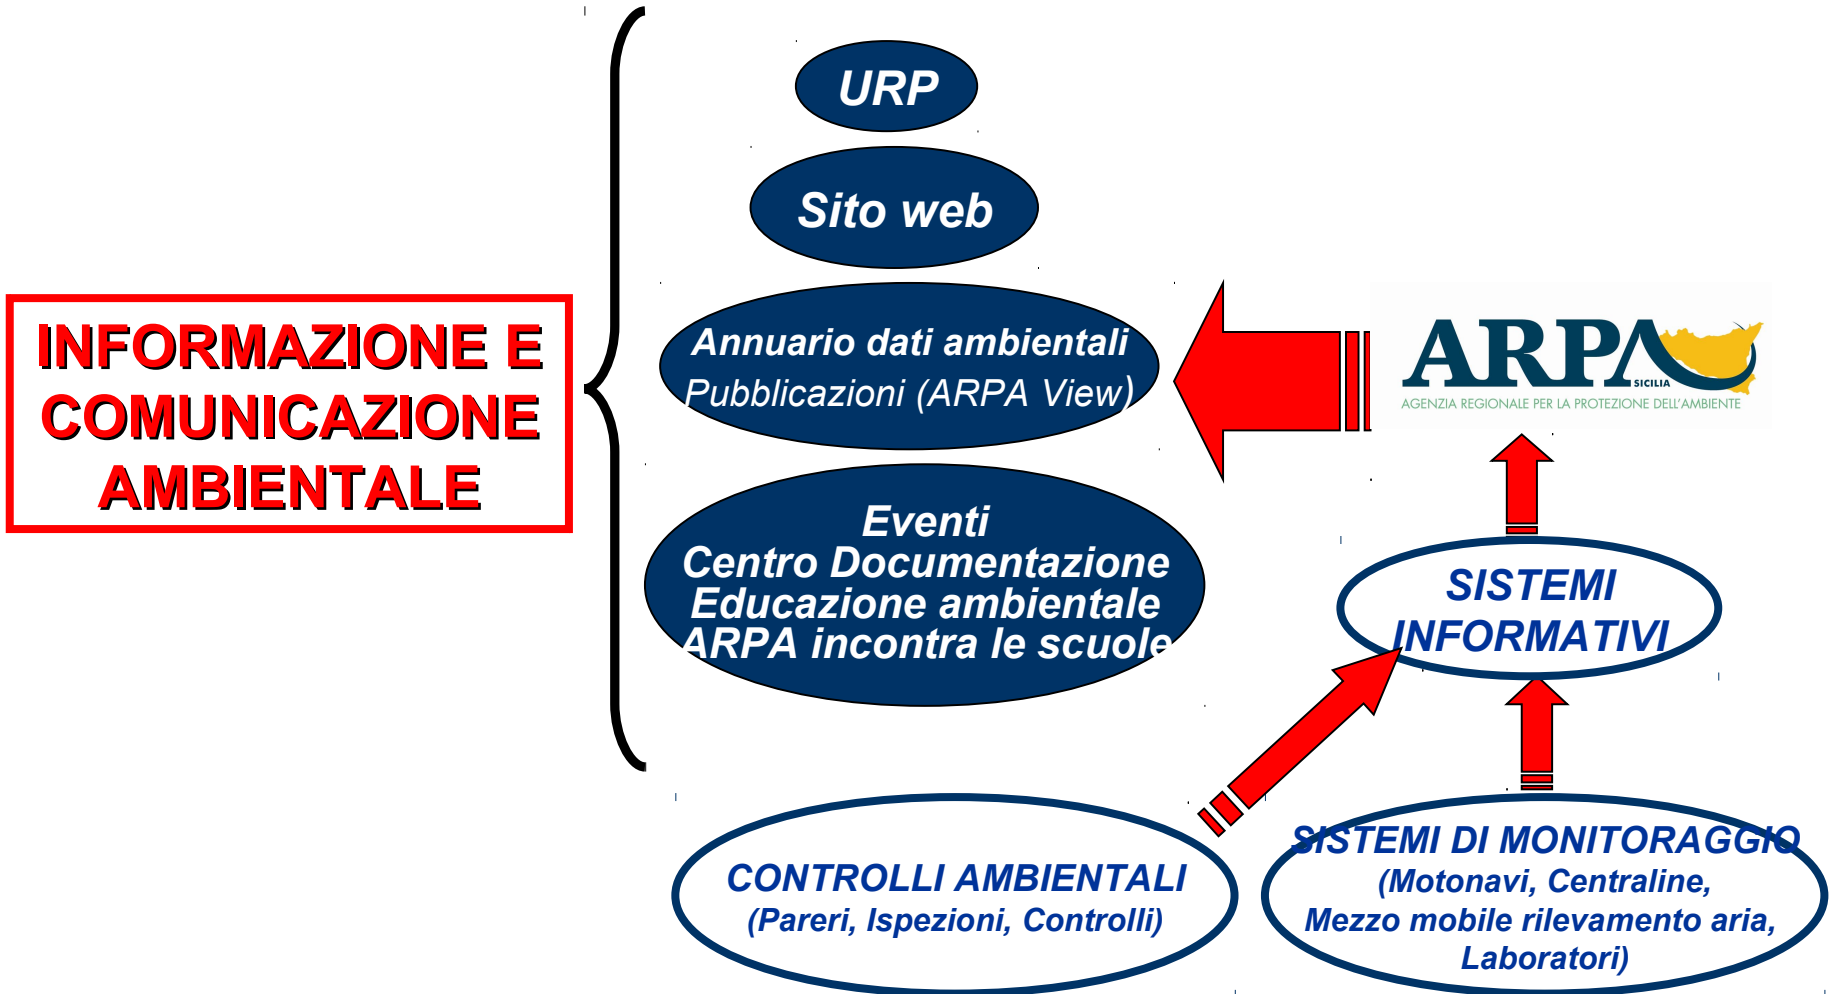 URP
Sito web
INFORMAZIONE E
COMUNICAZIONE
AMBIENTALE
Annuario dati ambientali
Pubblicazioni (ARPA View)
ARPA
SICILIA
AGENZIA REGIONALE PER LA PROTEZIONE DELL'AMBIENTE
Eventi
Centro Documentazione
Educazione ambientale
ARPA incontra le scuole
SISTEMI
INFORMATIVI
CONTROLLI AMBIENTALI
(Pareri, Ispezioni, Controlli)
SISTEMI DI MONITORAGGIO
(Motonavi, Centraline,
Mezzo mobile rilevamento aria,
Laboratori)